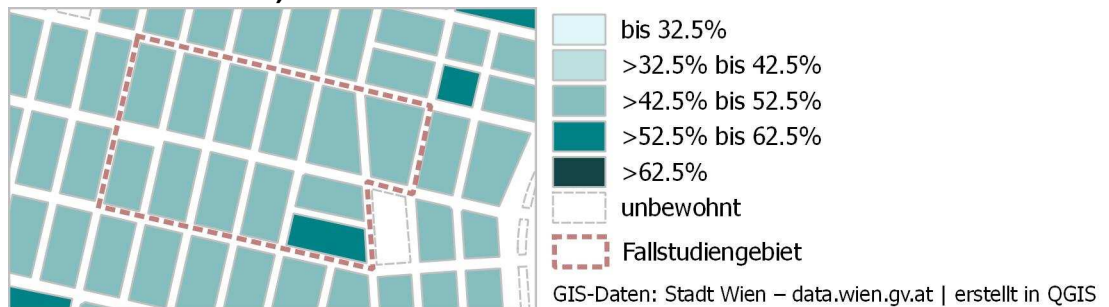 bis 32.5%
>32.5% bis 42.5%
>42.5% bis 52.5%
>52.5% bis 62.5%
>62.5%
unbewohnt
Fallstudiengebiet
GIS-Daten: Stadt Wien – data.wien.gv.at | erstellt in QGIS